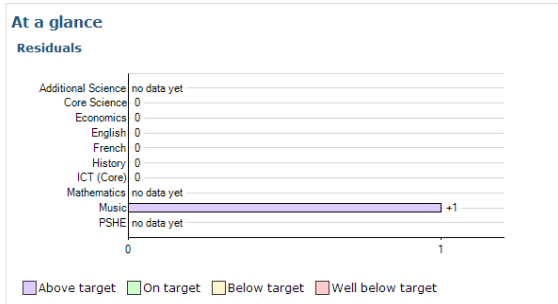 At a glance
Residuals
Additional Science no data yet
Core Science 0
Economics 0
English 0
French 0
History 0
ICT (Core) 0
Mathematics no data yet
Music +1
PSHE no data yet
0 1
Above target On target Below target Well below target